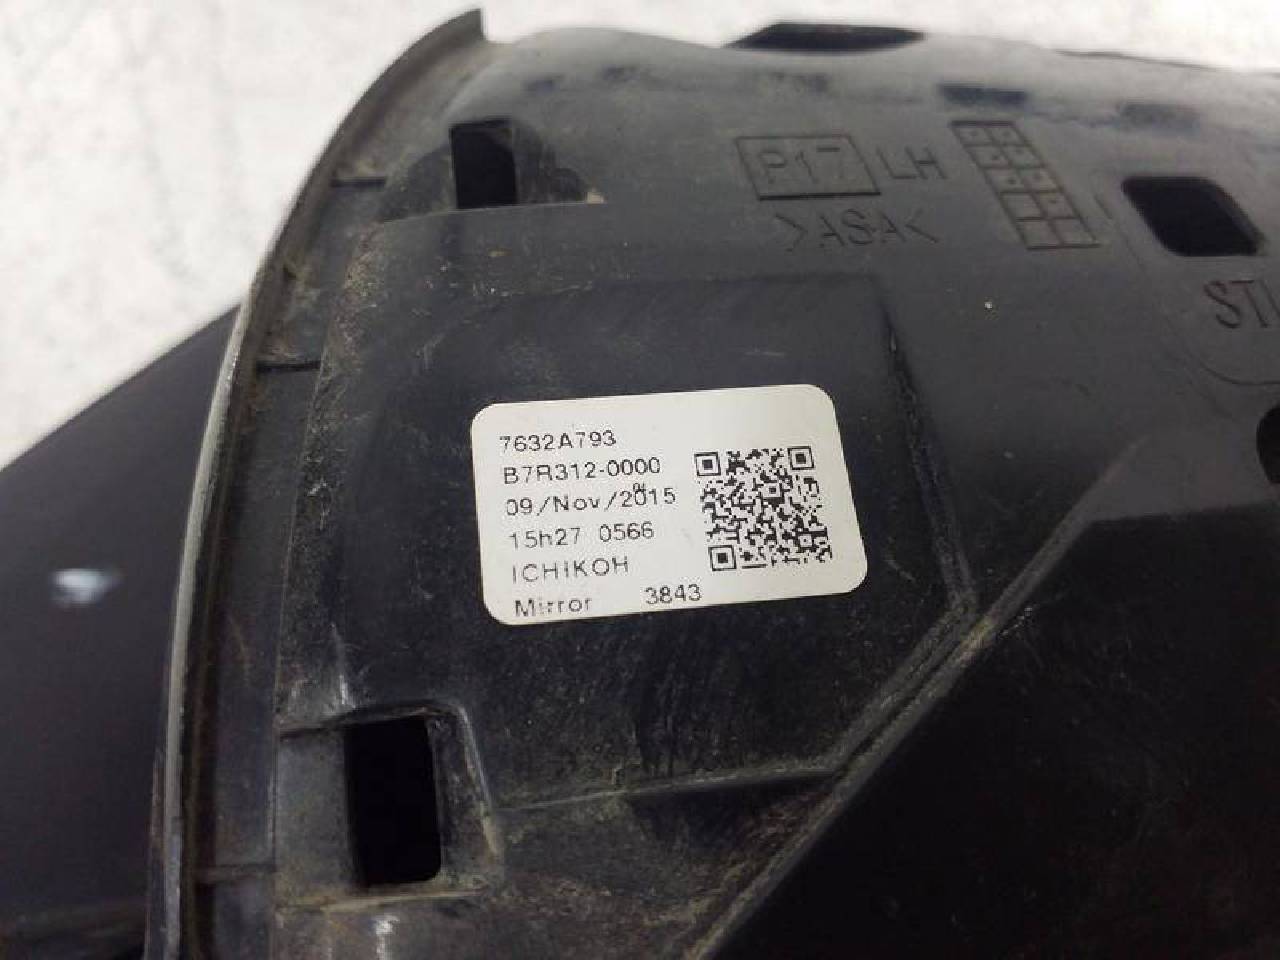 P17 LH
>ASA<
7632A793
B7R312-0000
09/Nov/2015
15h27 0566
ICHIKOH
Mirror 3843